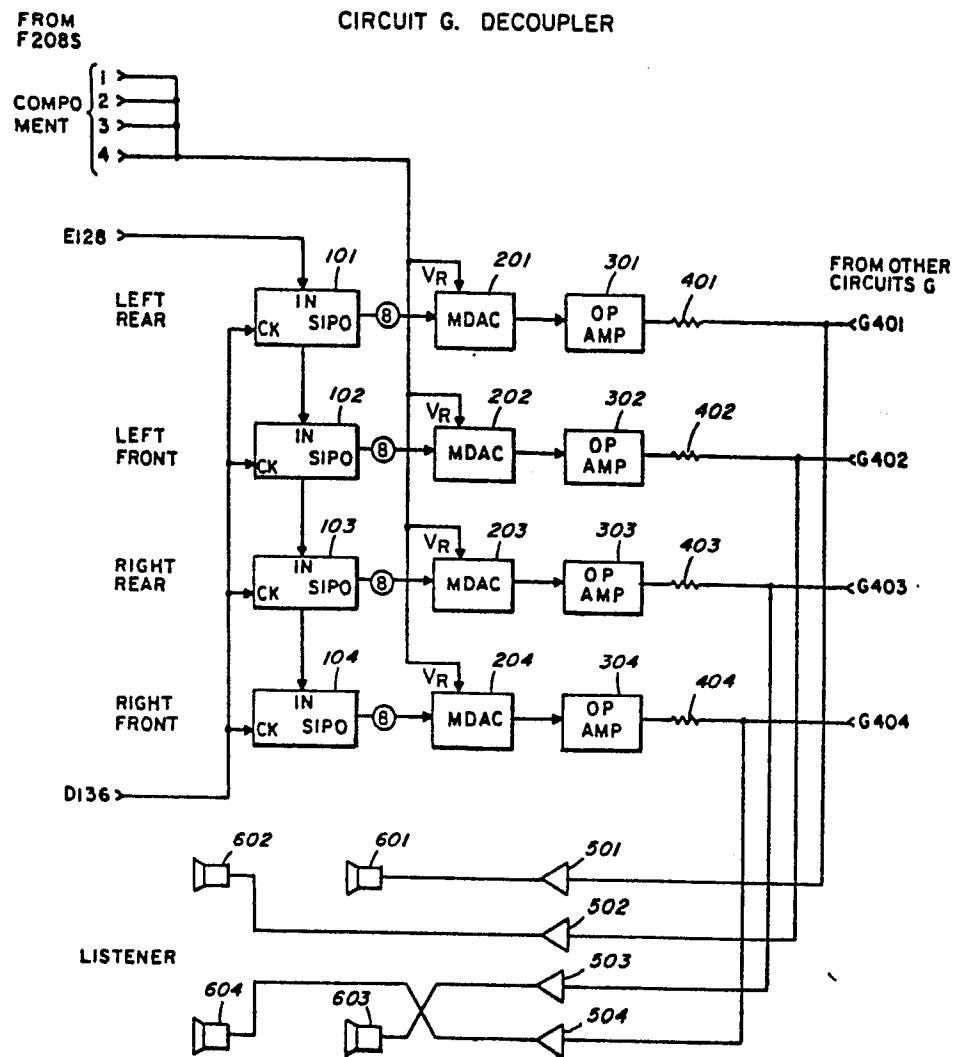 CIRCUIT G. DECOUPLER
FROM
F208S
COMPO
MENT
1
2
3
4
E128
LEFT
REAR
101
IN
SIPO
CK
8
VR
201
MDAC
301
OP
AMP
401
FROM OTHER
CIRCUITS G
G401
LEFT
FRONT
102
IN
SIPO
CK
8
VR
202
MDAC
302
OP
AMP
402
G402
RIGHT
REAR
103
IN
SIPO
CK
8
VR
203
MDAC
303
OP
AMP
403
G403
RIGHT
FRONT
104
IN
SIPO
CK
8
VR
204
MDAC
304
OP
AMP
404
G404
D136
602
601
501
502
LISTENER
503
604
603
504